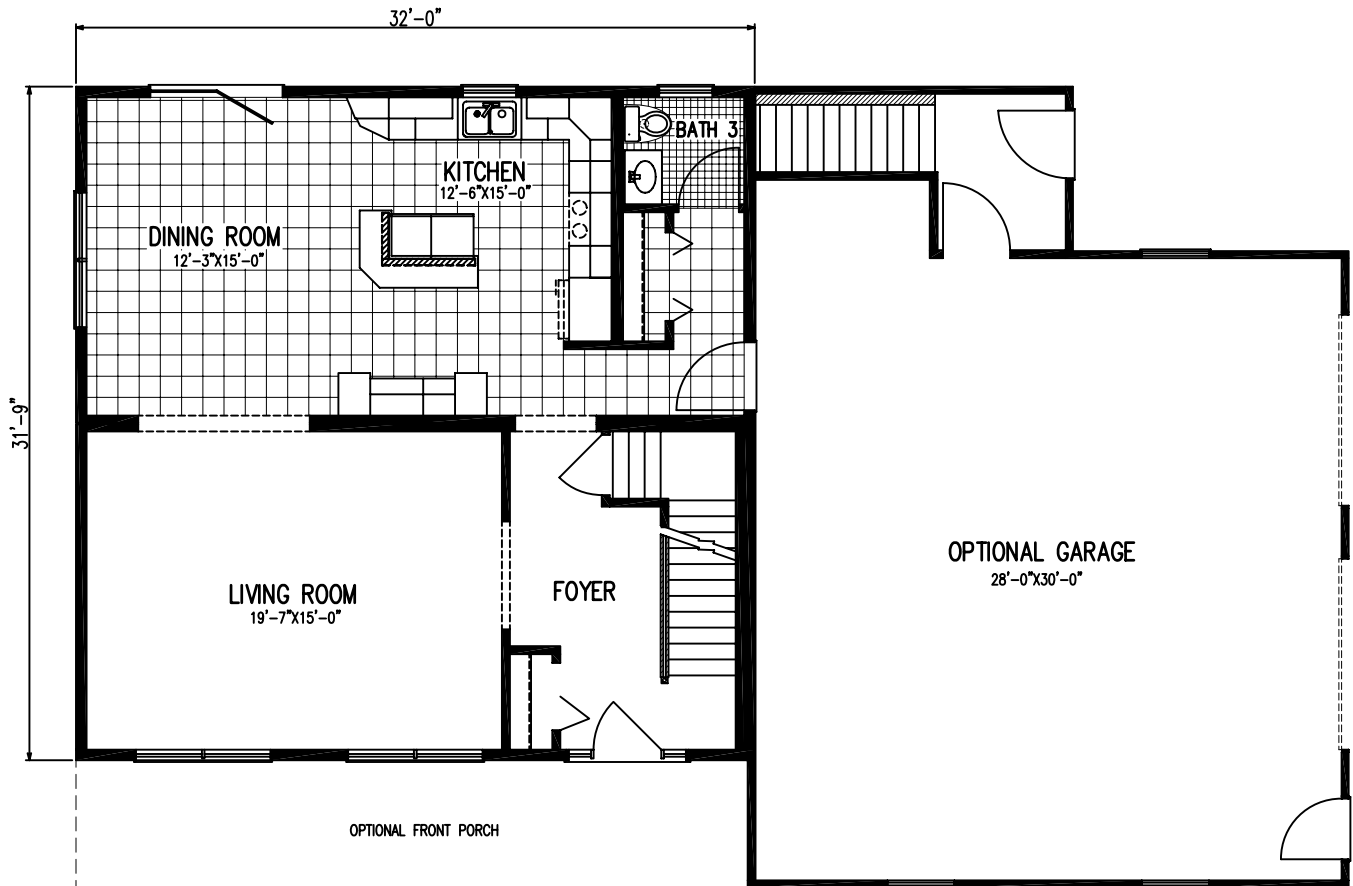 32'-0"
BATH 3
KITCHEN
12'-6"X15'-0"
DINING ROOM
12'-3"X15'-0"
31'-9"
OPTIONAL GARAGE
28'-0"X30'-0"
LIVING ROOM
19'-7"X15'-0"
FOYER
OPTIONAL FRONT PORCH